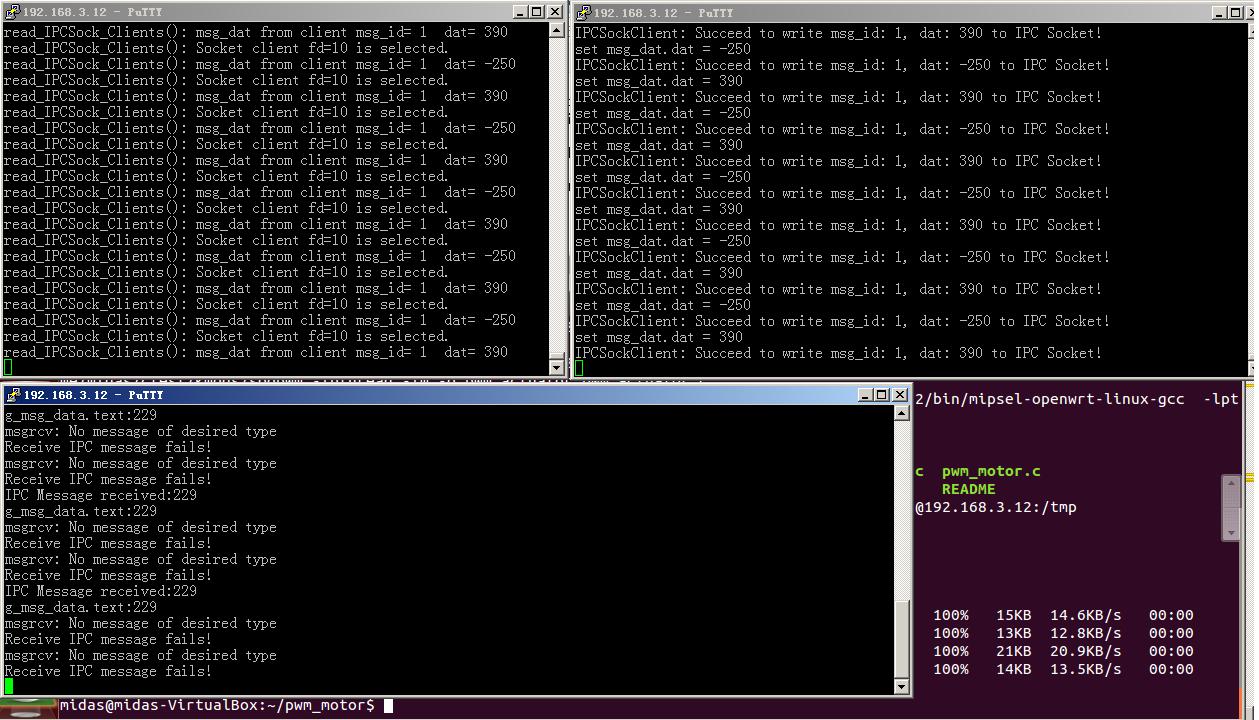 192.168.3.12 - PuTTY
read_IPCSock_Clients(): msg_dat from client msg_id= 1  dat= 390
read_IPCSock_Clients(): Socket client fd=10 is selected.
read_IPCSock_Clients(): msg_dat from client msg_id= 1  dat= -250
read_IPCSock_Clients(): Socket client fd=10 is selected.
read_IPCSock_Clients(): msg_dat from client msg_id= 1  dat= 390
read_IPCSock_Clients(): Socket client fd=10 is selected.
read_IPCSock_Clients(): msg_dat from client msg_id= 1  dat= -250
read_IPCSock_Clients(): Socket client fd=10 is selected.
read_IPCSock_Clients(): msg_dat from client msg_id= 1  dat= 390
read_IPCSock_Clients(): Socket client fd=10 is selected.
read_IPCSock_Clients(): msg_dat from client msg_id= 1  dat= -250
read_IPCSock_Clients(): Socket client fd=10 is selected.
read_IPCSock_Clients(): msg_dat from client msg_id= 1  dat= 390
read_IPCSock_Clients(): Socket client fd=10 is selected.
read_IPCSock_Clients(): msg_dat from client msg_id= 1  dat= -250
read_IPCSock_Clients(): Socket client fd=10 is selected.
read_IPCSock_Clients(): msg_dat from client msg_id= 1  dat= 390
read_IPCSock_Clients(): Socket client fd=10 is selected.
read_IPCSock_Clients(): msg_dat from client msg_id= 1  dat= -250
read_IPCSock_Clients(): Socket client fd=10 is selected.
read_IPCSock_Clients(): msg_dat from client msg_id= 1  dat= 390
192.168.3.12 - PuTTY
IPCSockClient: Succeed to write msg_id: 1, dat: 390 to IPC Socket!
set msg_dat.dat = -250
IPCSockClient: Succeed to write msg_id: 1, dat: -250 to IPC Socket!
set msg_dat.dat = 390
IPCSockClient: Succeed to write msg_id: 1, dat: 390 to IPC Socket!
set msg_dat.dat = -250
IPCSockClient: Succeed to write msg_id: 1, dat: -250 to IPC Socket!
set msg_dat.dat = 390
IPCSockClient: Succeed to write msg_id: 1, dat: 390 to IPC Socket!
set msg_dat.dat = -250
IPCSockClient: Succeed to write msg_id: 1, dat: -250 to IPC Socket!
set msg_dat.dat = 390
IPCSockClient: Succeed to write msg_id: 1, dat: 390 to IPC Socket!
set msg_dat.dat = -250
IPCSockClient: Succeed to write msg_id: 1, dat: -250 to IPC Socket!
set msg_dat.dat = 390
IPCSockClient: Succeed to write msg_id: 1, dat: 390 to IPC Socket!
set msg_dat.dat = -250
IPCSockClient: Succeed to write msg_id: 1, dat: -250 to IPC Socket!
set msg_dat.dat = 390
IPCSockClient: Succeed to write msg_id: 1, dat: 390 to IPC Socket!
192.168.3.12 - PuTTY
g_msg_data.text:229
msgrcv: No message of desired type
Receive IPC message fails!
msgrcv: No message of desired type
Receive IPC message fails!
IPC Message received:229
g_msg_data.text:229
msgrcv: No message of desired type
Receive IPC message fails!
msgrcv: No message of desired type
Receive IPC message fails!
IPC Message received:229
g_msg_data.text:229
msgrcv: No message of desired type
Receive IPC message fails!
msgrcv: No message of desired type
Receive IPC message fails!
2/bin/mipsel-openwrt-linux-gcc  -lpt
c  pwm_motor.c
README
@192.168.3.12:/tmp
100%   15KB  14.6KB/s   00:00
100%   13KB  12.8KB/s   00:00
100%   21KB  20.9KB/s   00:00
100%   14KB  13.5KB/s   00:00
midas@midas-VirtualBox:~/pwm_motor$